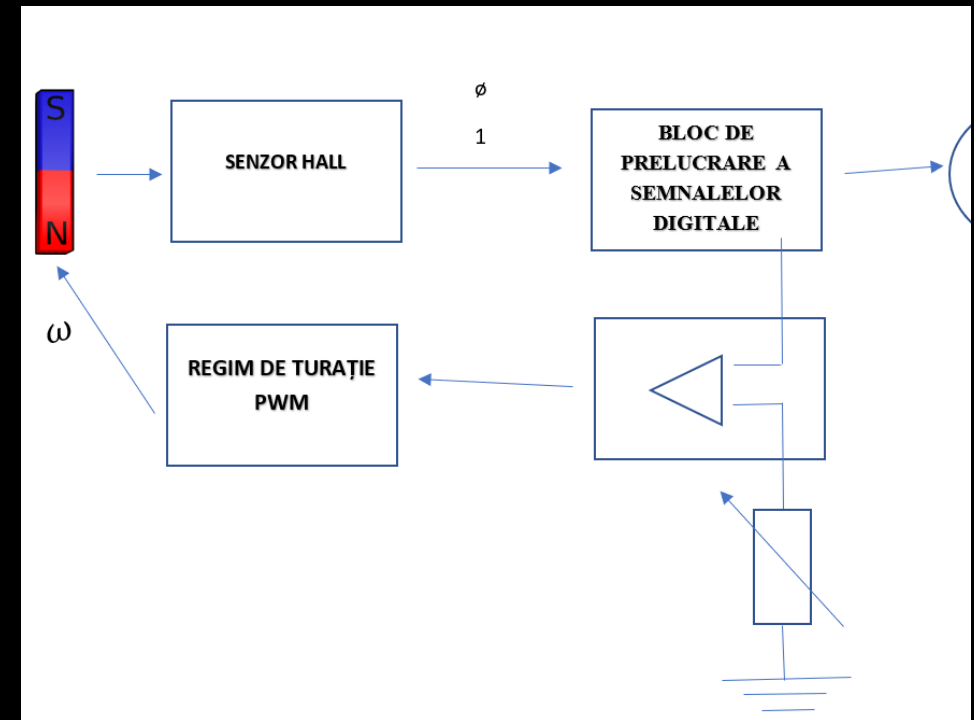 ø
S
1
BLOC DE
PRELUCRARE A
SEMNALELOR
DIGITALE
SENZOR HALL
N
ω
REGIM DE TURAȚIE
PWM